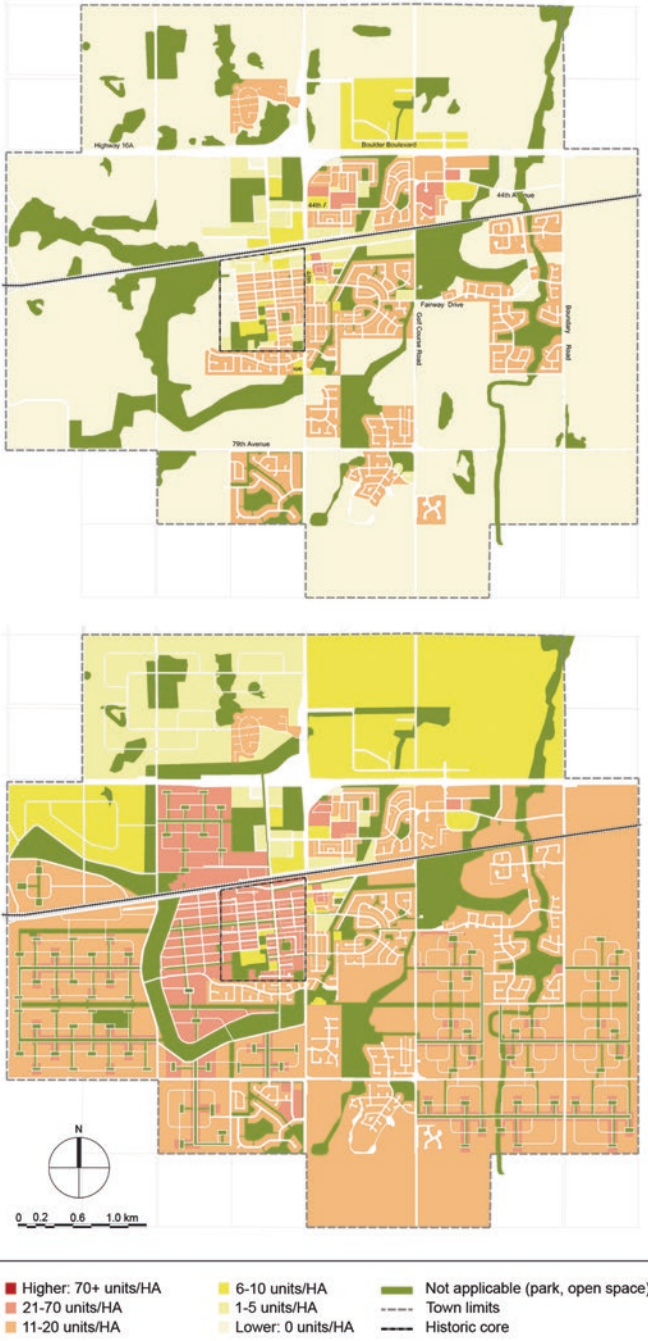 Highway 16A
Boulder Boulevard
44th Avenue
44th
Fairway Drive
Golf Course Road
Boundary Road
79th Avenue
N
0 0.2 0.6 1.0 km
Higher: 70+ units/HA
21-70 units/HA
11-20 units/HA
6-10 units/HA
1-5 units/HA
Lower: 0 units/HA
Not applicable (park, open space)
Town limits
Historic core